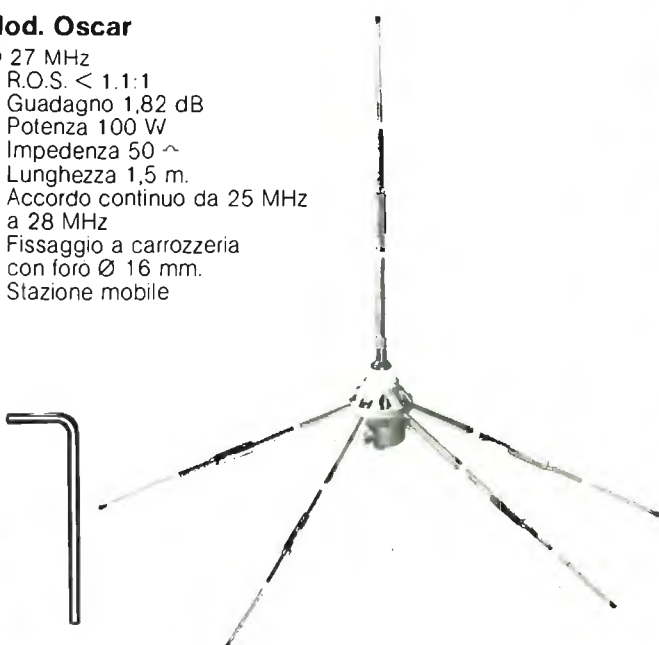 od. Oscar
27 MHz
R.O.S. < 1.1:1
Guadagno 1,82 dB
Potenza 100 W
Impedenza 50
Lunghezza 1,5 m.
Accordo continuo da 25 MHz
a 28 MHz
Fissaggio a carrozzeria
con foro Ø 16 mm.
Stazione mobile